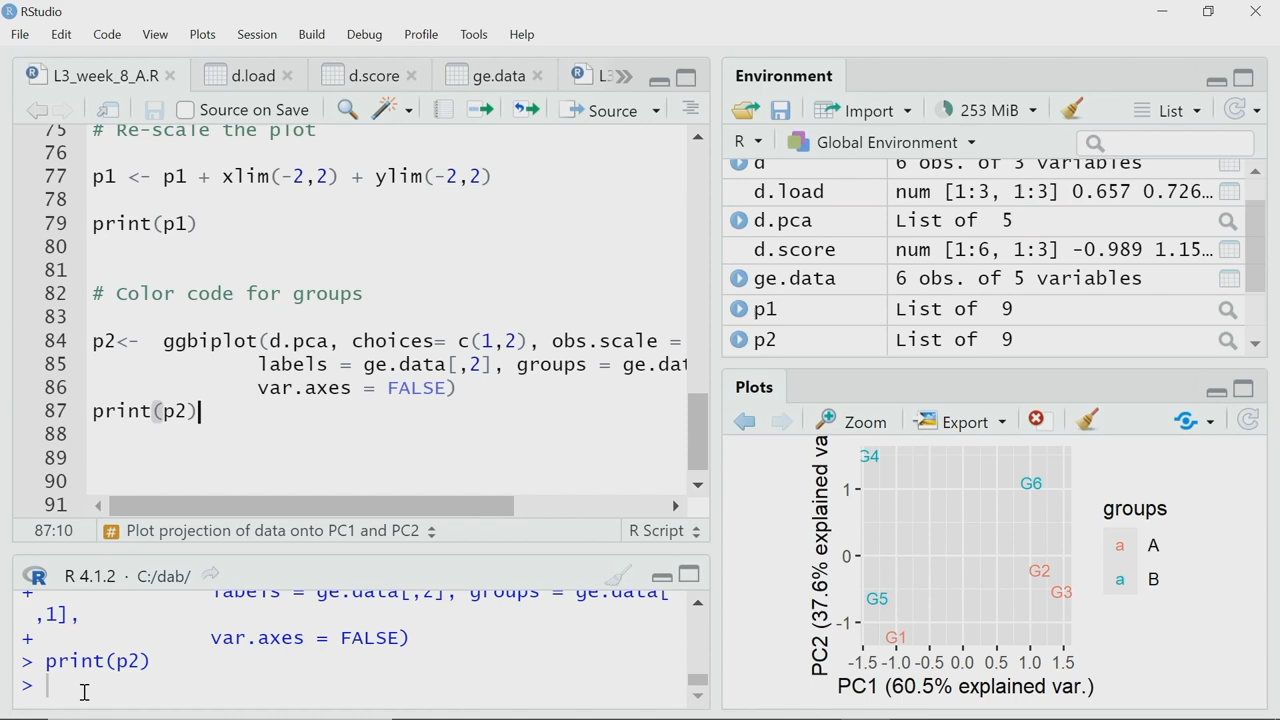 RStudio
File Edit Code View Plots Session Build Debug Profile Tools Help
L3_week_8_A.R d.load d.score ge.data L3
Source on Save Source
75 # Re-scale the plot
76
77 p1 <- p1 + xlim(-2,2) + ylim(-2,2)
78
79 print(p1)
80
81
82 # Color code for groups
83
84 p2<- ggbiplot(d.pca, choices= c(1,2), obs.scale =
85 labels = ge.data[,2], groups = ge.dat
86 var.axes = FALSE)
87 print(p2)
88
89
90
91
87:10 # Plot projection of data onto PC1 and PC2 R Script
R 4.1.2 · C:/dab/
+ labels = ge.data[,2], groups = ge.data[
,1],
+ var.axes = FALSE)
> print(p2)
>
Environment
Import 253 MiB List
R Global Environment
d 6 obs. of 3 variables
d.load num [1:3, 1:3] 0.657 0.726...
d.pca List of 5
d.score num [1:6, 1:3] -0.989 1.15...
ge.data 6 obs. of 5 variables
p1 List of 9
p2 List of 9
Plots
Zoom Export
PC2 (37.6% explained va
1
0
-1
G4
G6
G2
G3
G5
G1
-1.5 -1.0 -0.5 0.0 0.5 1.0 1.5
PC1 (60.5% explained var.)
groups
a A
a B